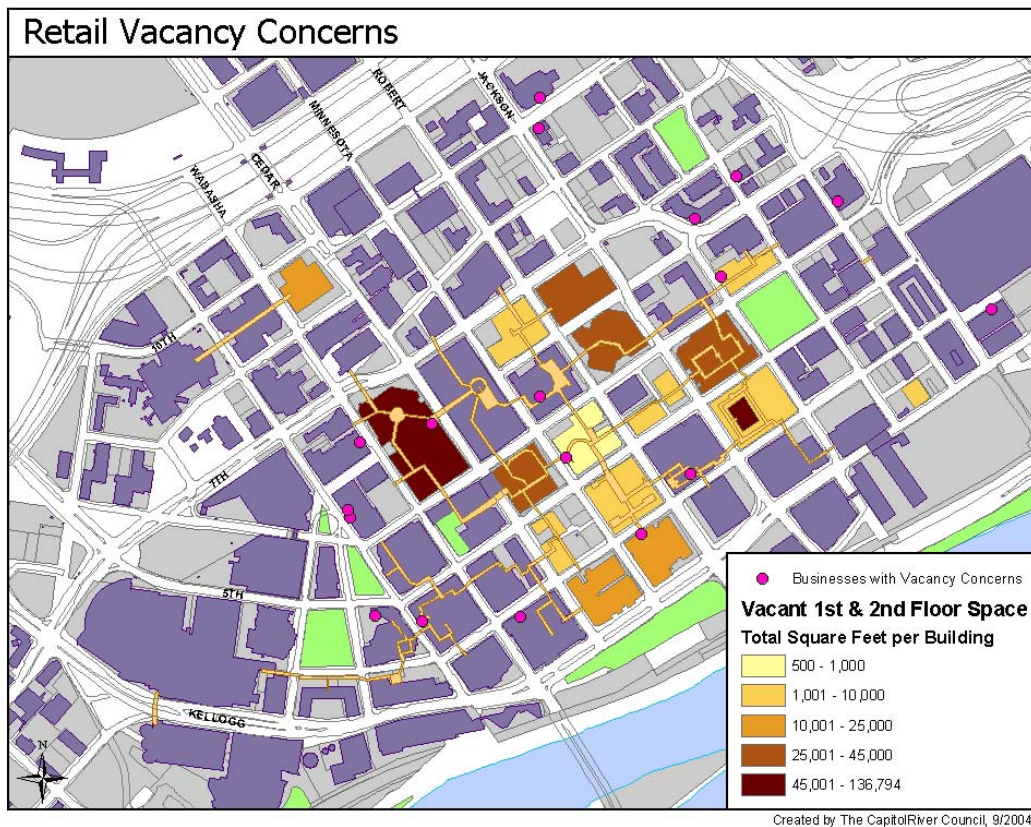 Retail Vacancy Concerns
ROBERT
JACKSON
MINNESOTA
CEDAR
WABASHA
10TH
7TH
5TH
KELLOGG
N
Businesses with Vacancy Concerns
Vacant 1st & 2nd Floor Space
Total Square Feet per Building
500 - 1,000
1,001 - 10,000
10,001 - 25,000
25,001 - 45,000
45,001 - 136,794
Created by The CapitolRiver Council, 9/2004